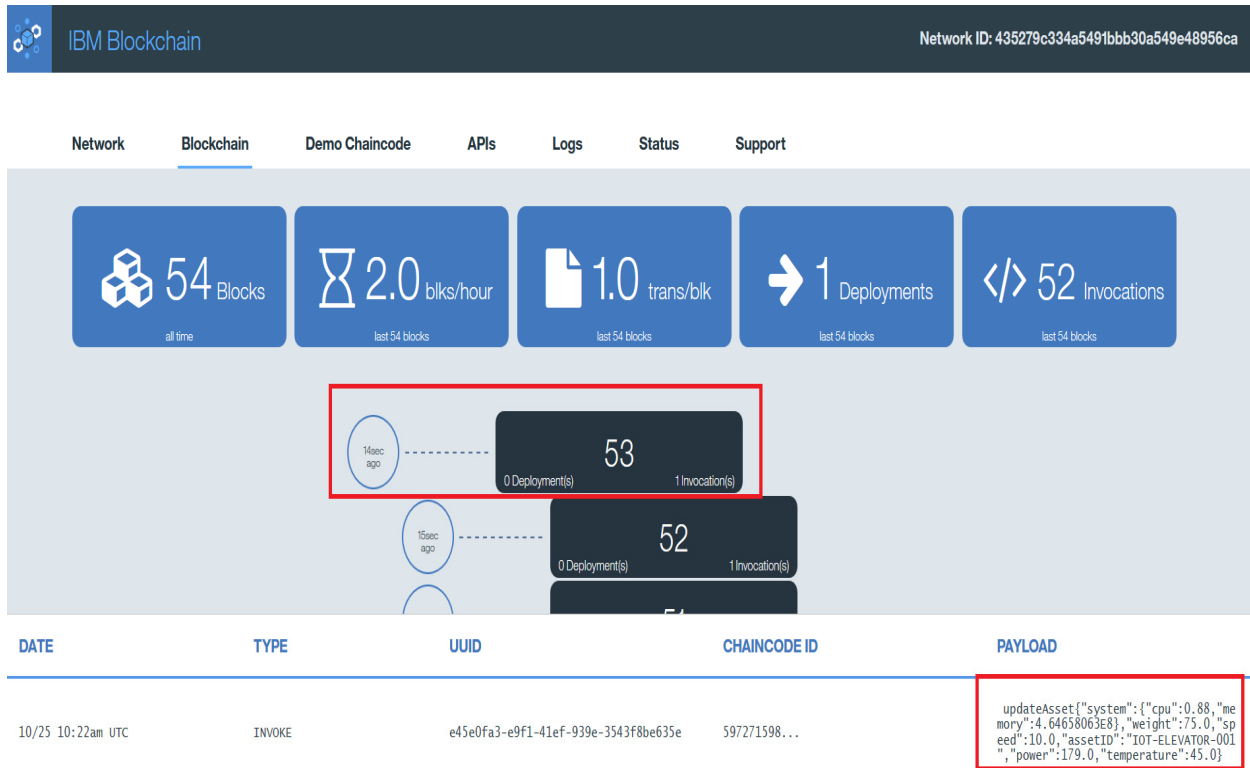 IBM Blockchain
Network ID: 435279c334a5491bbb30a549e48956ca
Network Blockchain Demo Chaincode APIs Logs Status Support
54 Blocks
all time
2.0 blks/hour
last 54 blocks
1.0 trans/blk
last 54 blocks
1 Deployments
last 54 blocks
52 Invocations
last 54 blocks
14sec
ago
53
0 Deployment(s) 1 Invocation(s)
15sec
ago
52
0 Deployment(s) 1 Invocation(s)
DATE TYPE UUID CHAINCODE ID PAYLOAD
10/25 10:22am UTC INVOKE e45e0fa3-e9f1-41ef-939e-3543f8be635e 597271598...
updateAsset{"system":{"cpu":0.88,"me
mory":4.64658063E8},"weight":75.0,"sp
eed":10.0,"assetID":"IOT-ELEVATOR-001
","power":179.0,"temperature":45.0}